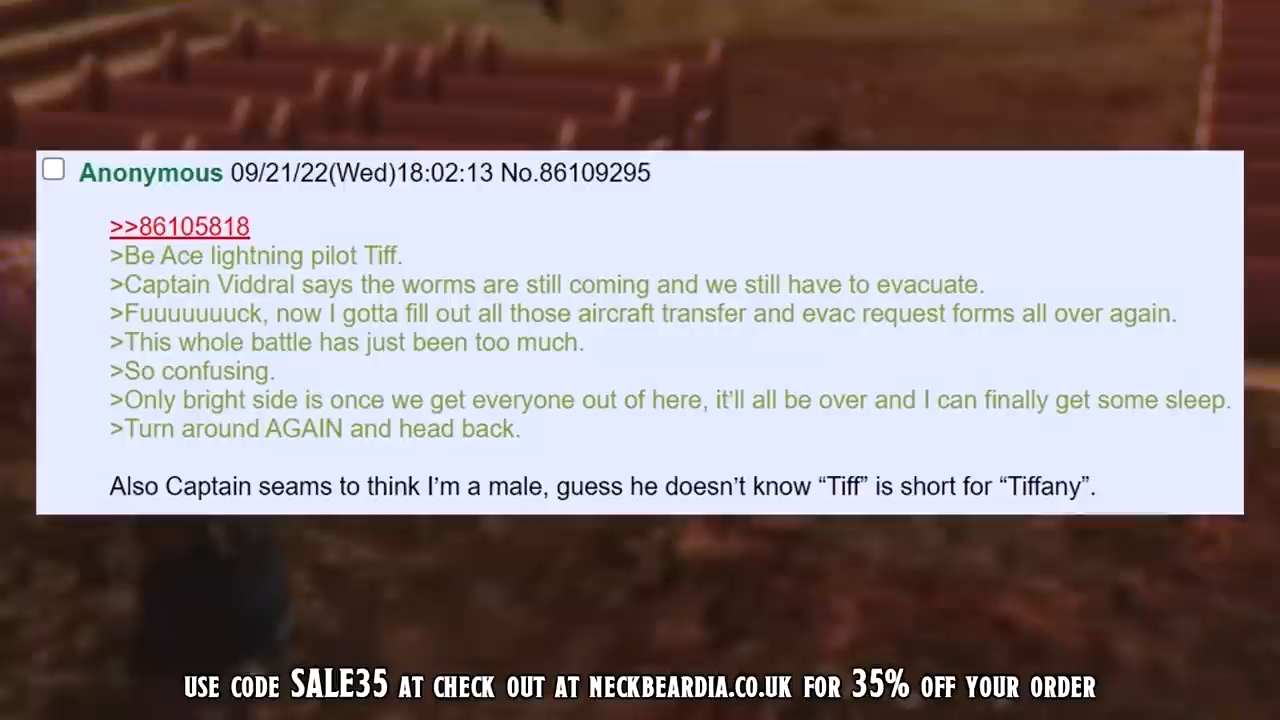 Anonymous 09/21/22(Wed)18:02:13 No.86109295
>>86105818
>Be Ace lightning pilot Tiff.
>Captain Viddral says the worms are still coming and we still have to evacuate.
>Fuuuuuuuck, now I gotta fill out all those aircraft transfer and evac request forms all over again.
>This whole battle has just been too much.
>So confusing.
>Only bright side is once we get everyone out of here, it’ll all be over and I can finally get some sleep.
>Turn around AGAIN and head back.
Also Captain seams to think I’m a male, guess he doesn’t know “Tiff” is short for “Tiffany”.
USE CODE SALE35 AT CHECK OUT AT NECKBEARDIA.CO.UK FOR 35% OFF YOUR ORDER